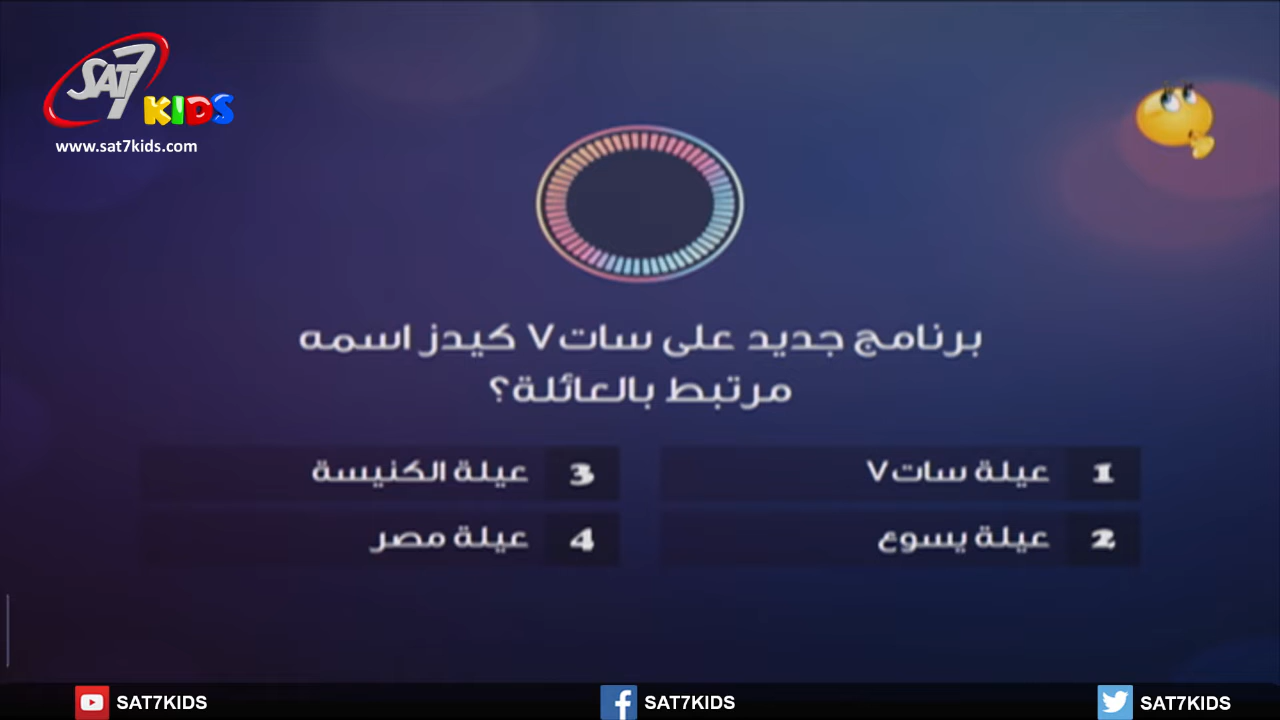 SAT7 KIDS
www.sat7kids.com
برنامج جديد على سات٧ كيدز اسمه
مرتبط بالعائلة؟
1 عيلة سات٧
3 عيلة الكنيسة
2 عيلة يسوع
4 عيلة مصر
SAT7KIDS
SAT7KIDS
SAT7KIDS